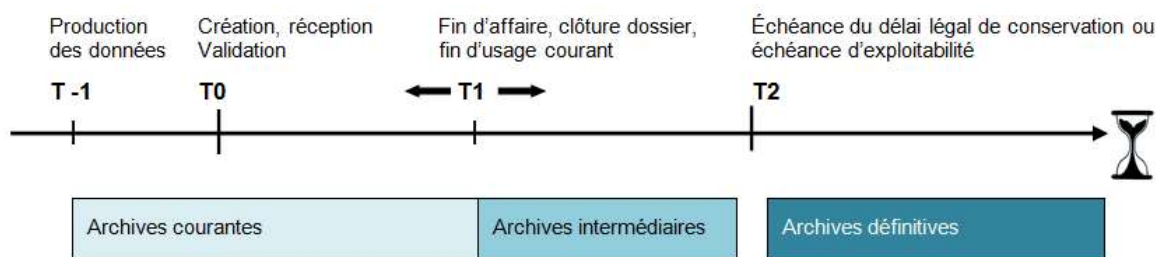 Production
des données
Création, réception
Validation
Fin d’affaire, clôture dossier,
fin d’usage courant
Échéance du délai légal de conservation ou
échéance d’exploitabilité
T -1
T0
T1
T2
Archives courantes
Archives intermédiaires
Archives définitives